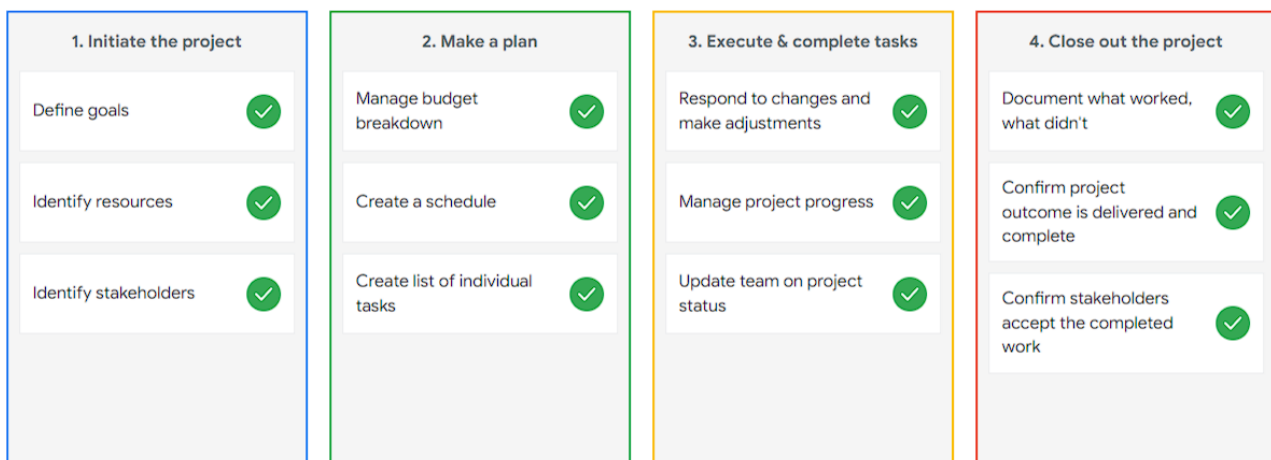 1. Initiate the project
Define goals
Identify resources
Identify stakeholders
2. Make a plan
Manage budget
breakdown
Create a schedule
Create list of individual
tasks
3. Execute & complete tasks
Respond to changes and
make adjustments
Manage project progress
Update team on project
status
4. Close out the project
Document what worked,
what didn't
Confirm project
outcome is delivered and
complete
Confirm stakeholders
accept the completed
work